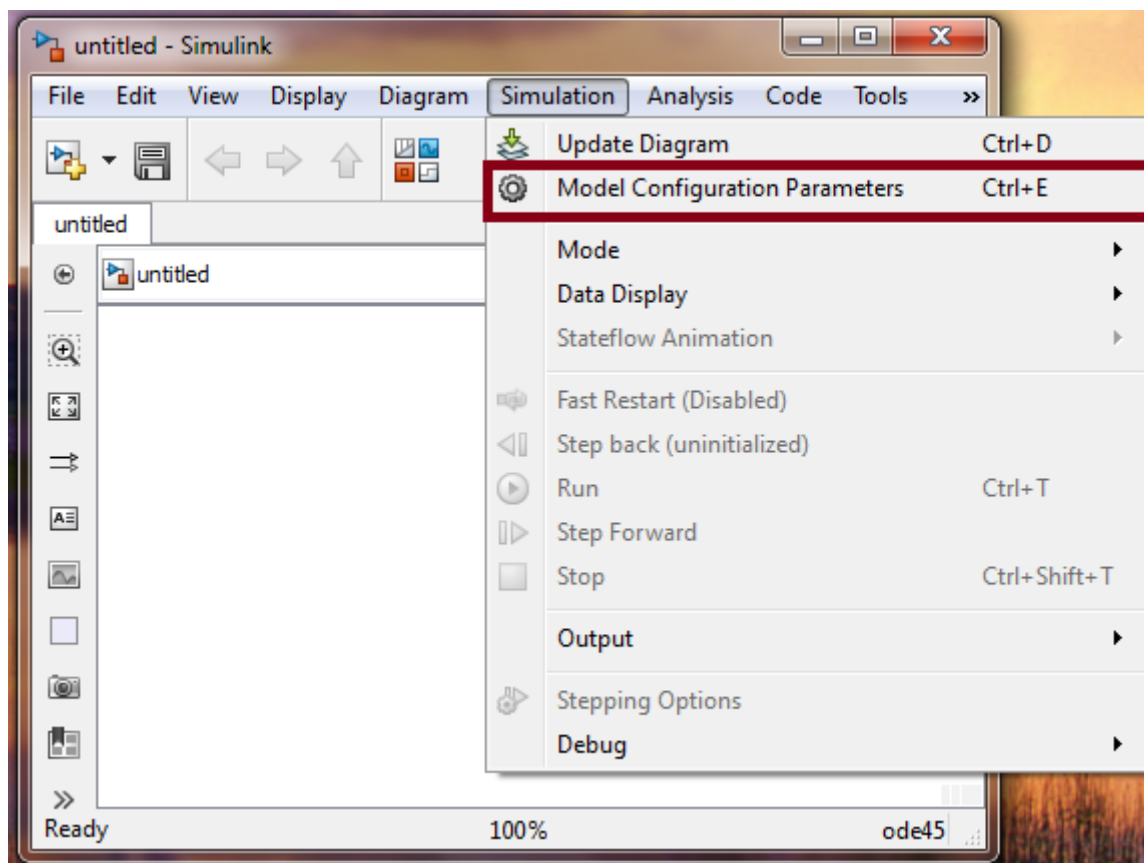 untitled - Simulink
File Edit View Display Diagram Simulation Analysis Code Tools »
untitled
untitled
Update Diagram Ctrl+D
Model Configuration Parameters Ctrl+E
Mode
Data Display
Stateflow Animation
Fast Restart (Disabled)
Step back (uninitialized)
Run Ctrl+T
Step Forward
Stop Ctrl+Shift+T
Output
Stepping Options
Debug
Ready 100% ode45